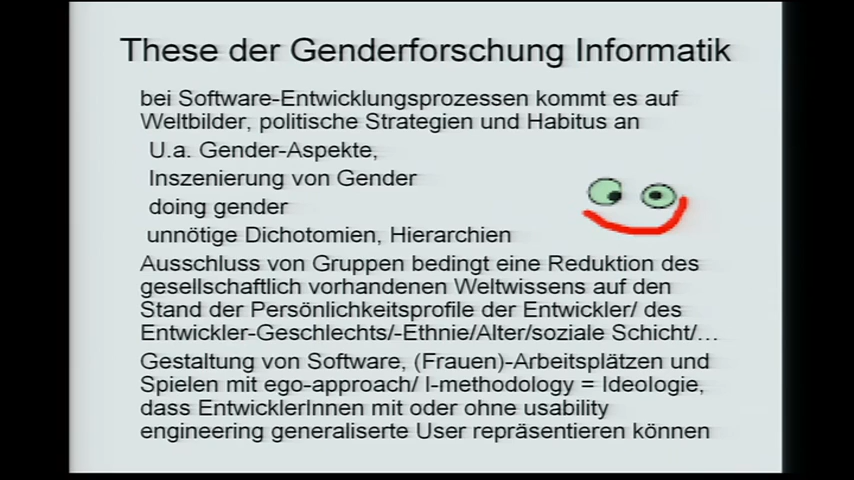 These der Genderforschung Informatik
bei Software-Entwicklungsprozessen kommt es auf
Weltbilder, politische Strategien und Habitus an
U.a. Gender-Aspekte,
Inszenierung von Gender
doing gender
unnötige Dichotomien, Hierarchien
Ausschluss von Gruppen bedingt eine Reduktion des
gesellschaftlich vorhandenen Weltwissens auf den
Stand der Persönlichkeitsprofile der Entwickler/ des
Entwickler-Geschlechts/-Ethnie/Alter/soziale Schicht/…
Gestaltung von Software, (Frauen)-Arbeitsplätzen und
Spielen mit ego-approach/ I-methodology = Ideologie,
dass EntwicklerInnen mit oder ohne usability
engineering generaliserte User repräsentieren können